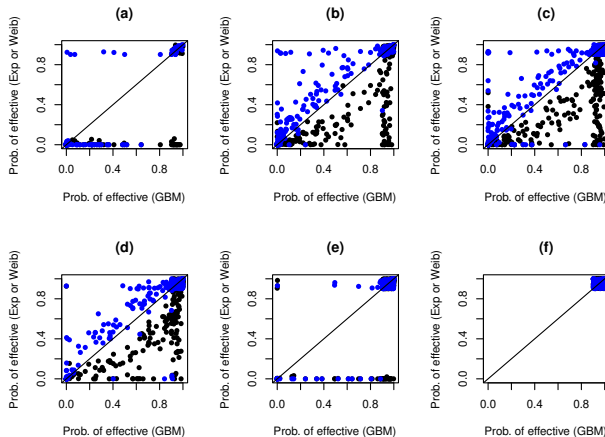 (a)
Prob. of effective (Exp or Weib)
0.0 0.4 0.8
0.0 0.4 0.8
Prob. of effective (GBM)
(b)
Prob. of effective (Exp or Weib)
0.0 0.4 0.8
0.0 0.4 0.8
Prob. of effective (GBM)
(c)
Prob. of effective (Exp or Weib)
0.0 0.4 0.8
0.0 0.4 0.8
Prob. of effective (GBM)
(d)
Prob. of effective (Exp or Weib)
0.0 0.4 0.8
0.0 0.4 0.8
Prob. of effective (GBM)
(e)
Prob. of effective (Exp or Weib)
0.0 0.4 0.8
0.0 0.4 0.8
Prob. of effective (GBM)
(f)
Prob. of effective (Exp or Weib)
0.0 0.4 0.8
0.0 0.4 0.8
Prob. of effective (GBM)